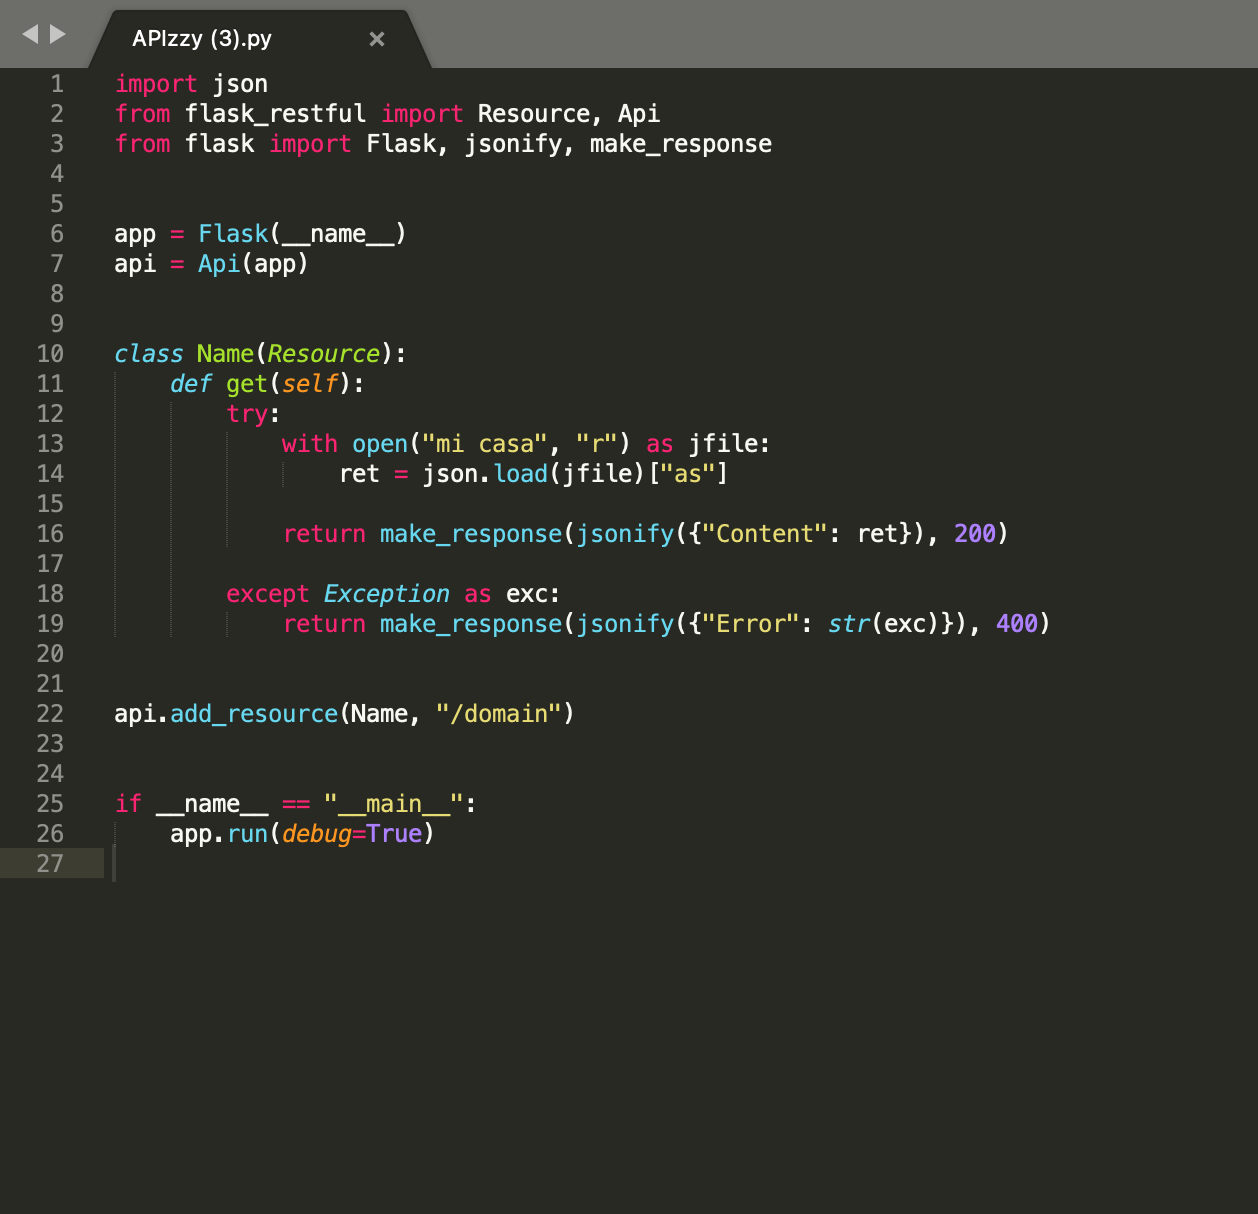 APIzzy (3).py ×
1 import json
2 from flask_restful import Resource, Api
3 from flask import Flask, jsonify, make_response
4
5
6 app = Flask(__name__)
7 api = Api(app)
8
9
10 class Name(Resource):
11     def get(self):
12         try:
13             with open("mi casa", "r") as jfile:
14                 ret = json.load(jfile)["as"]
15
16             return make_response(jsonify({"Content": ret}), 200)
17
18         except Exception as exc:
19             return make_response(jsonify({"Error": str(exc)}), 400)
20
21
22 api.add_resource(Name, "/domain")
23
24
25 if __name__ == "__main__":
26     app.run(debug=True)
27